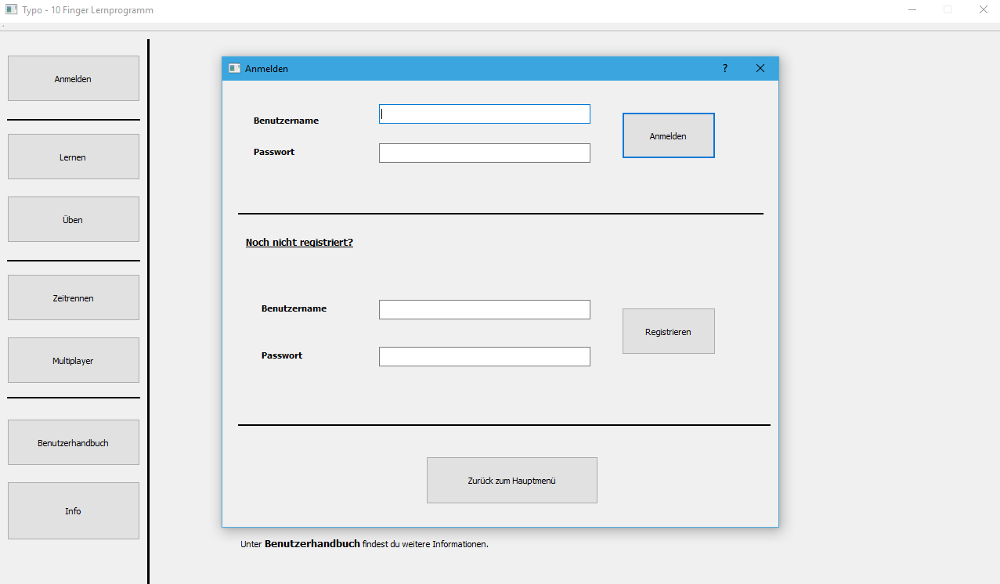 Typo - 10 Finger Lernprogramm
Anmelden
Lernen
Üben
Zeitrennen
Multiplayer
Benutzerhandbuch
Info
Anmelden
?
Benutzername
Passwort
Anmelden
Noch nicht registriert?
Benutzername
Passwort
Registrieren
Zurück zum Hauptmenü
Unter Benutzerhandbuch findest du weitere Informationen.